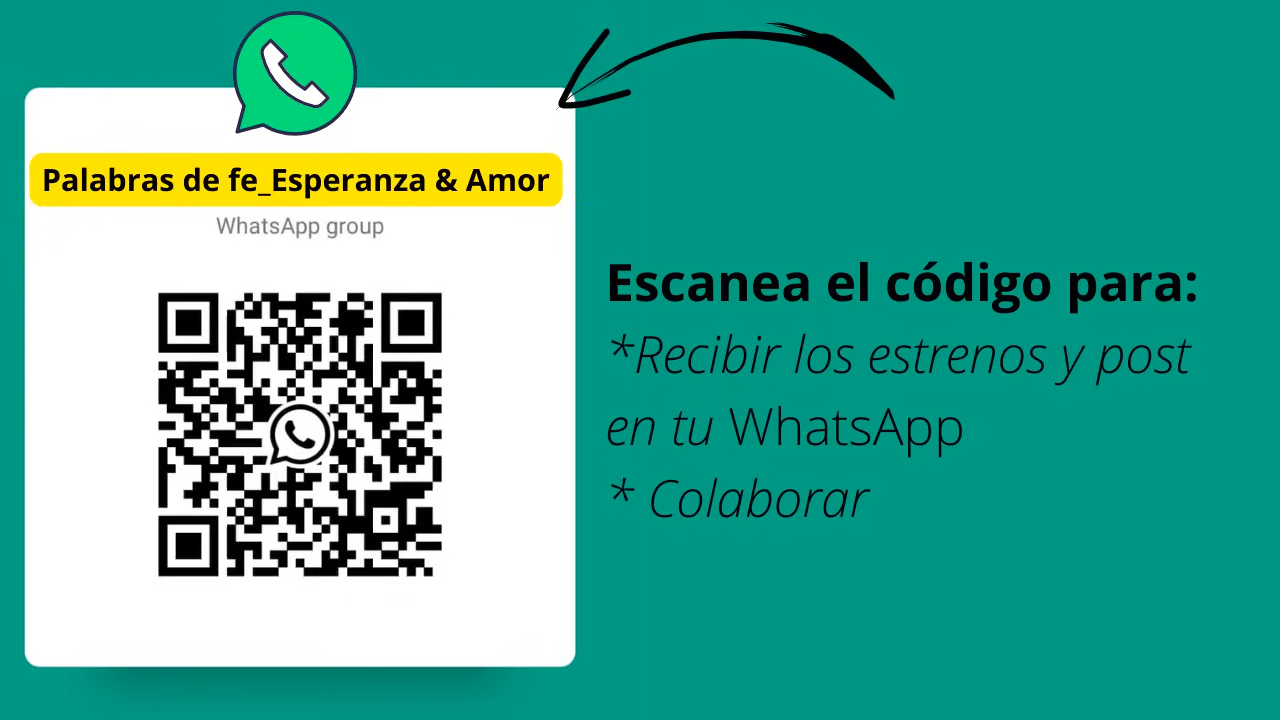 Palabras de fe_Esperanza & Amor
WhatsApp group
Escanea el código para:
*Recibir los estrenos y post
en tu WhatsApp
* Colaborar